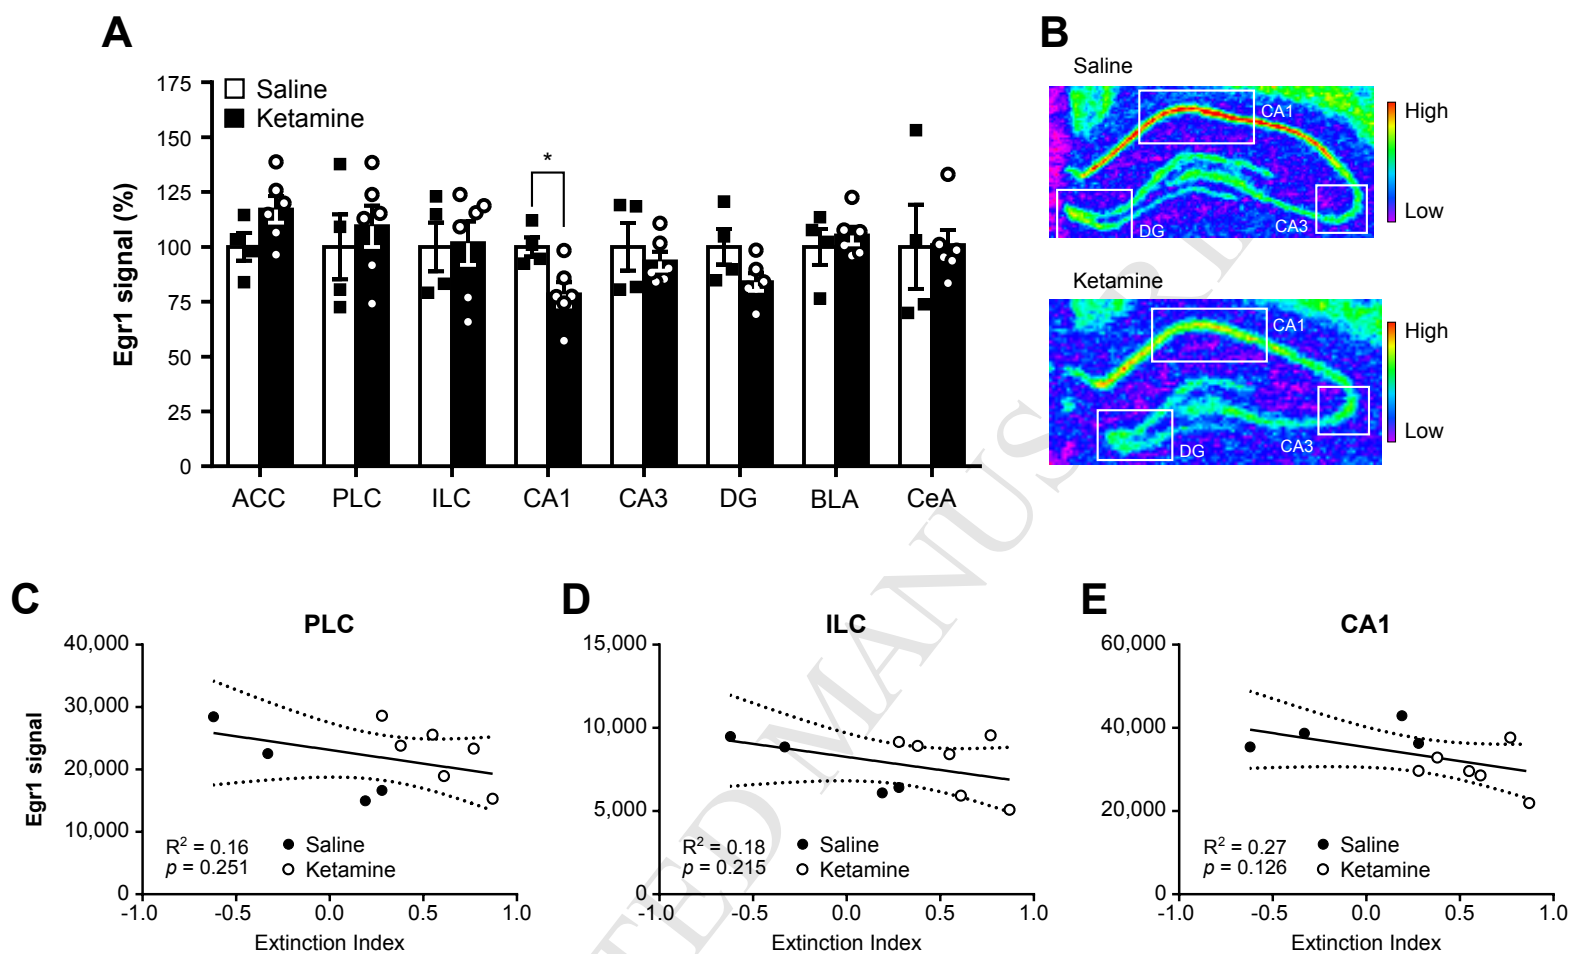 A
B
175
150
125
100
75
50
25
0
Egr1 signal (%)
Saline
Ketamine
*
ACC PLC ILC CA1 CA3 DG BLA CeA
Saline
CA1
DG
CA3
High
Low
Ketamine
CA1
DG
CA3
High
Low
C
PLC
40,000
30,000
20,000
10,000
0
Egr1 signal
R² = 0.16
p = 0.251
Saline
Ketamine
-1.0 -0.5 0.0 0.5 1.0
Extinction Index
D
ILC
15,000
10,000
5,000
0
R² = 0.18
p = 0.215
Saline
Ketamine
-1.0 -0.5 0.0 0.5 1.0
Extinction Index
E
CA1
60,000
40,000
20,000
0
R² = 0.27
p = 0.126
Saline
Ketamine
-1.0 -0.5 0.0 0.5 1.0
Extinction Index